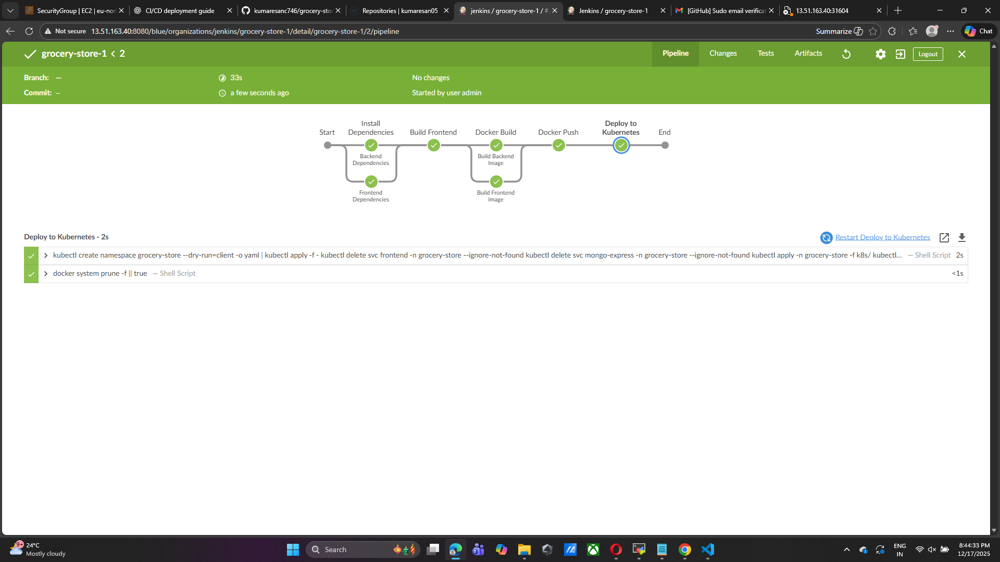 SecurityGroup | EC2 | eu-nor
CI/CD deployment guide
kumaresanc746/grocery-stor
Repositories | kumaresan05
jenkins / grocery-store-1 / #
Jenkins / grocery-store-1
[GitHub] Sudo email verificat
13.51.163.40:31604
Not secure 13.51.163.40:8080/blue/organizations/jenkins/grocery-store-1/detail/grocery-store-1/2/pipeline
Summarize
Chat
grocery-store-1 < 2
Pipeline
Changes
Tests
Artifacts
Logout
Branch: —
33s
No changes
Commit: —
a few seconds ago
Started by user admin
Start
Install
Dependencies
Build Frontend
Docker Build
Docker Push
Deploy to
Kubernetes
End
Backend
Dependencies
Build Backend
Image
Frontend
Dependencies
Build Frontend
Image
Deploy to Kubernetes - 2s
Restart Deploy to Kubernetes
kubectl create namespace grocery-store --dry-run=client -o yaml | kubectl apply -f - kubectl delete svc frontend -n grocery-store --ignore-not-found kubectl delete svc mongo-express -n grocery-store --ignore-not-found kubectl apply -n grocery-store -f k8s/ kubectl... — Shell Script 2s
docker system prune -f || true — Shell Script <1s
9+
24°C
Mostly cloudy
Search
ENG
IN
8:44:33 PM
12/17/2025